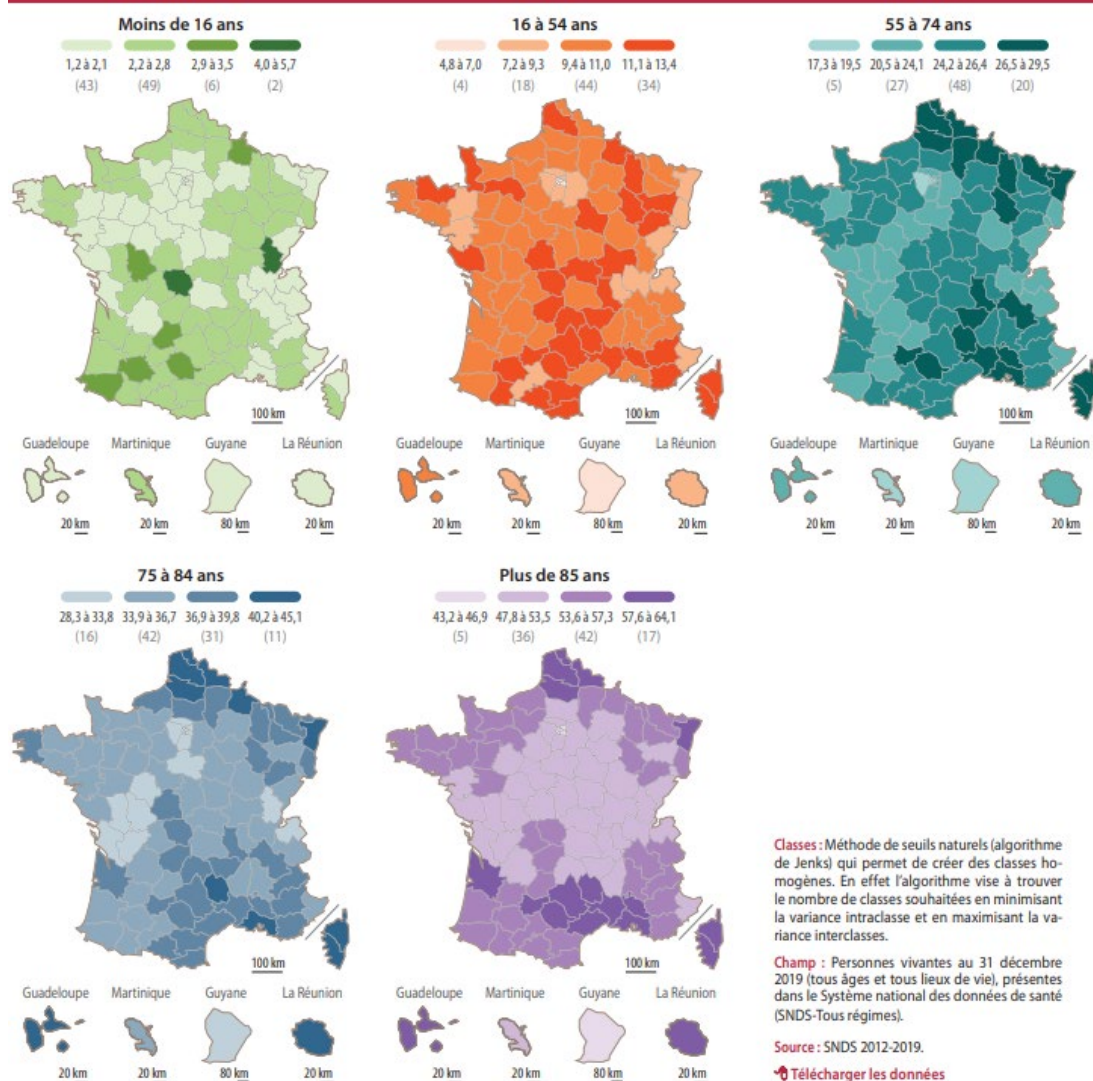 Moins de 16 ans
1,2 à 2,1 2,2 à 2,8 2,9 à 3,5 4,0 à 5,7
(43) (49) (6) (2)
100 km
Guadeloupe Martinique Guyane La Réunion
20 km 20 km 80 km 20 km
16 à 54 ans
4,8 à 7,0 7,2 à 9,3 9,4 à 11,0 11,1 à 13,4
(4) (18) (44) (34)
100 km
Guadeloupe Martinique Guyane La Réunion
20 km 20 km 80 km 20 km
55 à 74 ans
17,3 à 19,5 20,5 à 24,1 24,2 à 26,4 26,5 à 29,5
(5) (27) (48) (20)
100 km
Guadeloupe Martinique Guyane La Réunion
20 km 20 km 80 km 20 km
75 à 84 ans
28,3 à 33,8 33,9 à 36,7 36,9 à 39,8 40,2 à 45,1
(16) (42) (31) (11)
100 km
Guadeloupe Martinique Guyane La Réunion
20 km 20 km 80 km 20 km
Plus de 85 ans
43,2 à 46,9 47,8 à 53,5 53,6 à 57,3 57,6 à 64,1
(5) (36) (42) (17)
100 km
Guadeloupe Martinique Guyane La Réunion
20 km 20 km 80 km 20 km
Classes : Méthode de seuils naturels (algorithme
de Jenks) qui permet de créer des classes ho-
mogènes. En effet l'algorithme vise à trouver
le nombre de classes souhaitées en minimisant
la variance intraclasse et en maximisant la va-
riance interclasses.
Champ : Personnes vivantes au 31 décembre
2019 (tous âges et tous lieux de vie), présentes
dans le Système national des données de santé
(SNDS-Tous régimes).
Source : SNDS 2012-2019.
Télécharger les données